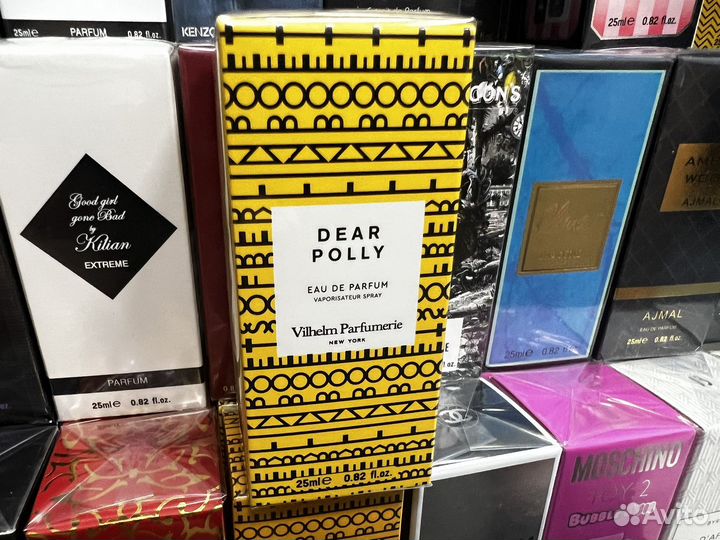 PARFUM 0.82 fl.oz.
25ml℮
KENZO
25ml℮ 0.82 fl.oz.
Good girl
gone Bad
by
Kilian
EXTREME
PARFUM
25ml℮ 0.82 fl.oz.
DEAR
POLLY
EAU DE PARFUM
VAPORISATEUR SPRAY
Vilhelm Parfumerie
NEW YORK
25ml℮ 0.82 fl.oz.
25ml℮ 0.82 fl.oz.
AJMAL
AJMAL
EAU DE PARFUM
25ml℮ 0.82 fl.oz.
MOSCHINO
TOY 2
BUBBLE
Avito